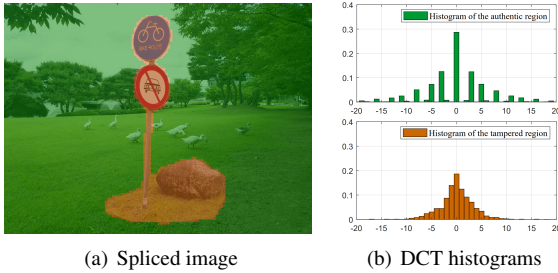 0.4
Histogram of the authentic region
0.3
0.2
0.1
0
-20 -15 -10 -5 0 5 10 15 20
0.4
Histogram of the tampered region
0.3
0.2
0.1
0
-20 -15 -10 -5 0 5 10 15 20
(a) Spliced image
(b) DCT histograms